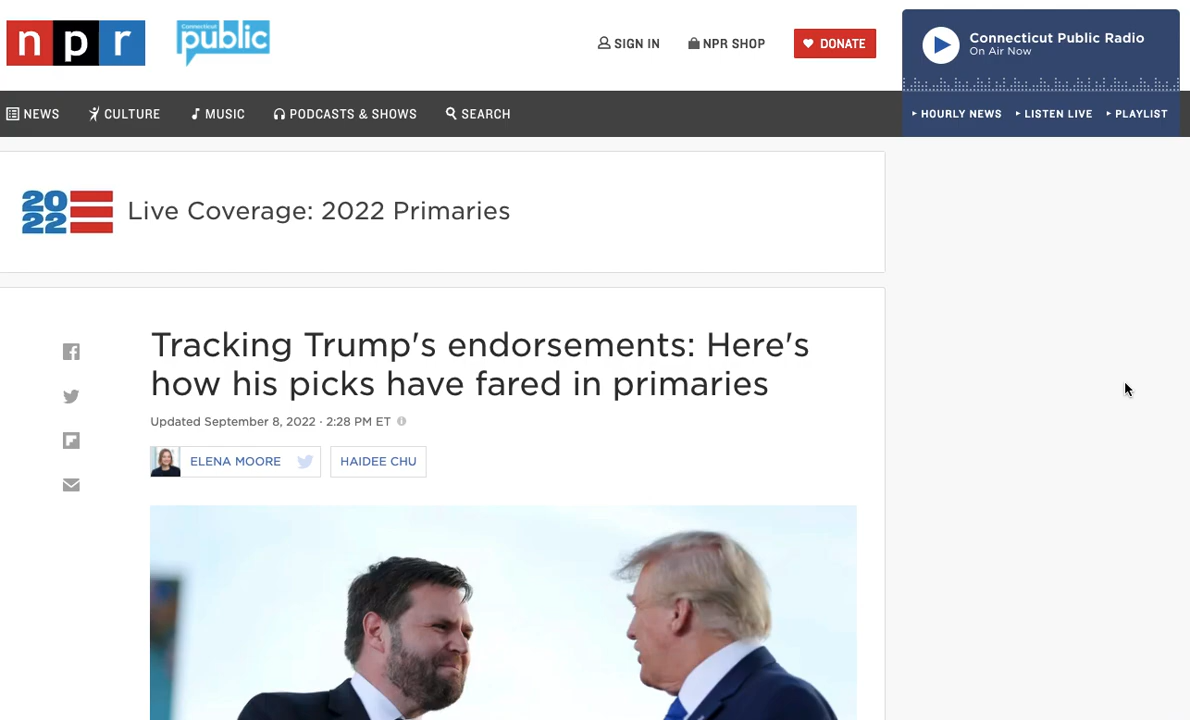 npr
Connecticut
public
SIGN IN
NPR SHOP
DONATE
Connecticut Public Radio
On Air Now
NEWS
CULTURE
MUSIC
PODCASTS & SHOWS
SEARCH
HOURLY NEWS
LISTEN LIVE
PLAYLIST
2022
Live Coverage: 2022 Primaries
Tracking Trump's endorsements: Here's
how his picks have fared in primaries
Updated September 8, 2022 · 2:28 PM ET
ELENA MOORE
HAIDEE CHU